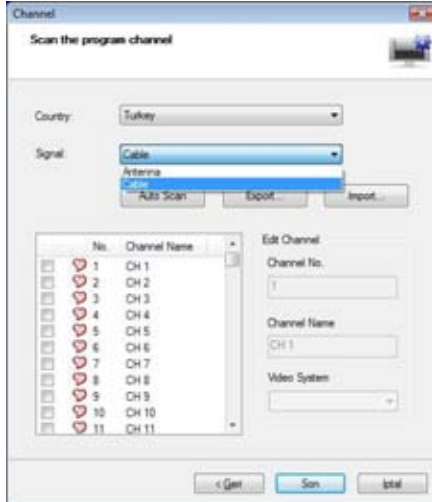 Channel
Scan the program channel
Country:
Turkey
Signal:
Cable
Antenna
Cable
Auto Scan
Export...
Import...
No. Channel Name
1 CH 1
2 CH 2
3 CH 3
4 CH 4
5 CH 5
6 CH 6
7 CH 7
8 CH 8
9 CH 9
10 CH 10
11 CH 11
Edit Channel
Channel No.
1
Channel Name
CH 1
Video System
< Geri
Son
İptal